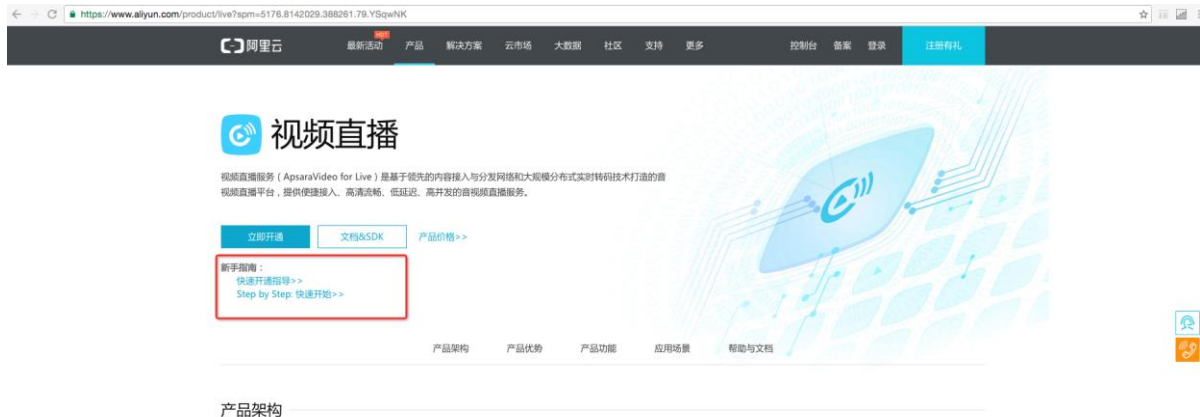 https://www.aliyun.com/product/live?spm=5176.8142029.388261.79.YSqwNK
阿里云 最新活动 HOT 产品 解决方案 云市场 大数据 社区 支持 更多 控制台 备案 登录 注册有礼
视频直播
视频直播服务（ApsaraVideo for Live）是基于领先的内容接入与分发网络和大规模分布式实时转码技术打造的音
视频直播平台，提供便捷接入、高清流畅、低延迟、高并发的音视频直播服务。
立即开通 文档&SDK 产品价格>>
新手指南：
快速开通指导>>
Step by Step: 快速开始>>
产品架构 产品优势 产品功能 应用场景 帮助与文档
产品架构